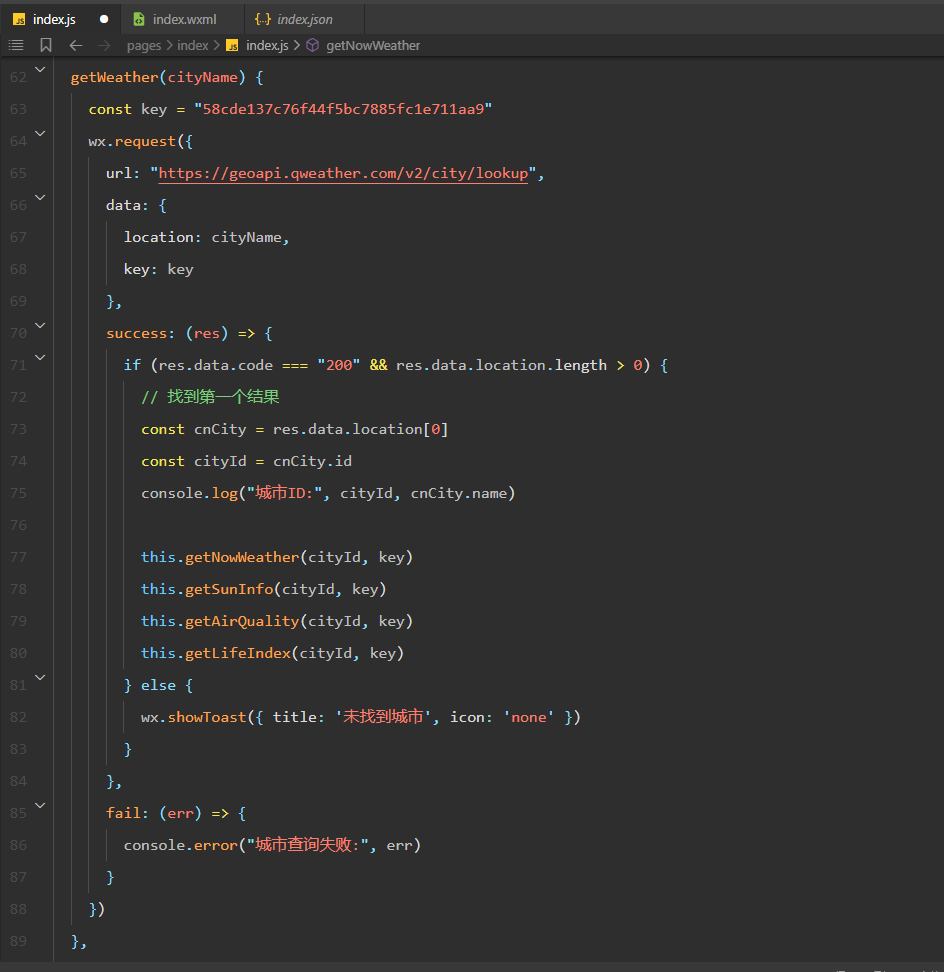 index.js
index.wxml
index.json
pages > index > index.js > getNowWeather
62 getWeather(cityName) {
63 const key = "58cde137c76f44f5bc7885fc1e711aa9"
64 wx.request({
65 url: "https://geoapi.qweather.com/v2/city/lookup",
66 data: {
67 location: cityName,
68 key: key
69 },
70 success: (res) => {
71 if (res.data.code === "200" && res.data.location.length > 0) {
72 // 找到第一个结果
73 const cnCity = res.data.location[0]
74 const cityId = cnCity.id
75 console.log("城市ID:", cityId, cnCity.name)
76
77 this.getNowWeather(cityId, key)
78 this.getSunInfo(cityId, key)
79 this.getAirQuality(cityId, key)
80 this.getLifeIndex(cityId, key)
81 } else {
82 wx.showToast({ title: '未找到城市', icon: 'none' })
83 }
84 },
85 fail: (err) => {
86 console.error("城市查询失败:", err)
87 }
88 })
89 },